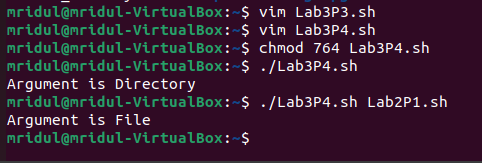 mridul@mridul-VirtualBox:~$ vim Lab3P3.sh
mridul@mridul-VirtualBox:~$ vim Lab3P4.sh
mridul@mridul-VirtualBox:~$ chmod 764 Lab3P4.sh
mridul@mridul-VirtualBox:~$ ./Lab3P4.sh
Argument is Directory
mridul@mridul-VirtualBox:~$ ./Lab3P4.sh Lab2P1.sh
Argument is File
mridul@mridul-VirtualBox:~$